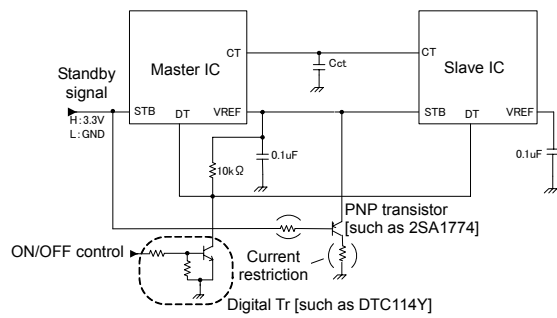 CT
CT
Master IC
Cct
Slave IC
Standby
signal
STB
DT
VREF
STB
DT
VREF
H:3.3V
L:GND
0.1uF
0.1uF
10kΩ
PNP transistor
[such as 2SA1774]
ON/OFF control
Current
restriction
Digital Tr [such as DTC114Y]